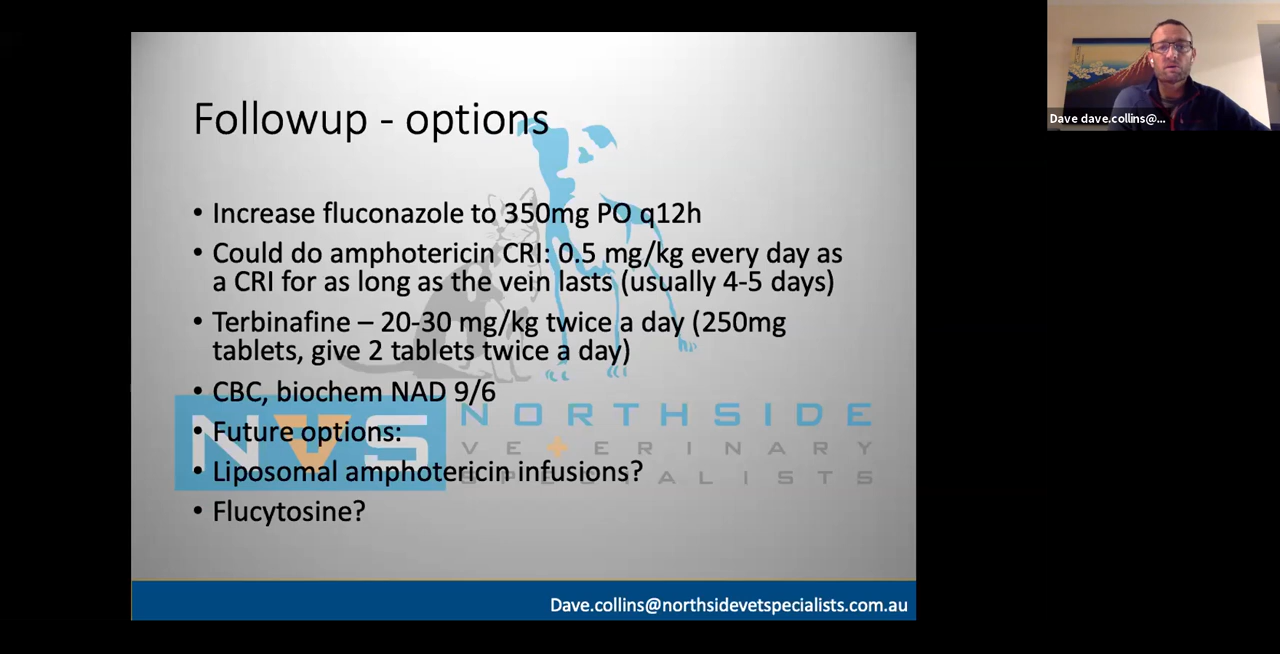 Followup - options
• Increase fluconazole to 350mg PO q12h
• Could do amphotericin CRI: 0.5 mg/kg every day as
a CRI for as long as the vein lasts (usually 4-5 days)
• Terbinafine – 20-30 mg/kg twice a day (250mg
tablets, give 2 tablets twice a day)
• CBC, biochem NAD 9/6
• Future options:
• Liposomal amphotericin infusions?
• Flucytosine?
NVS
NORTHSIDE
VETERINARY
SPECIALISTS
Dave.collins@northsidevetspecialists.com.au
Dave dave.collins@...